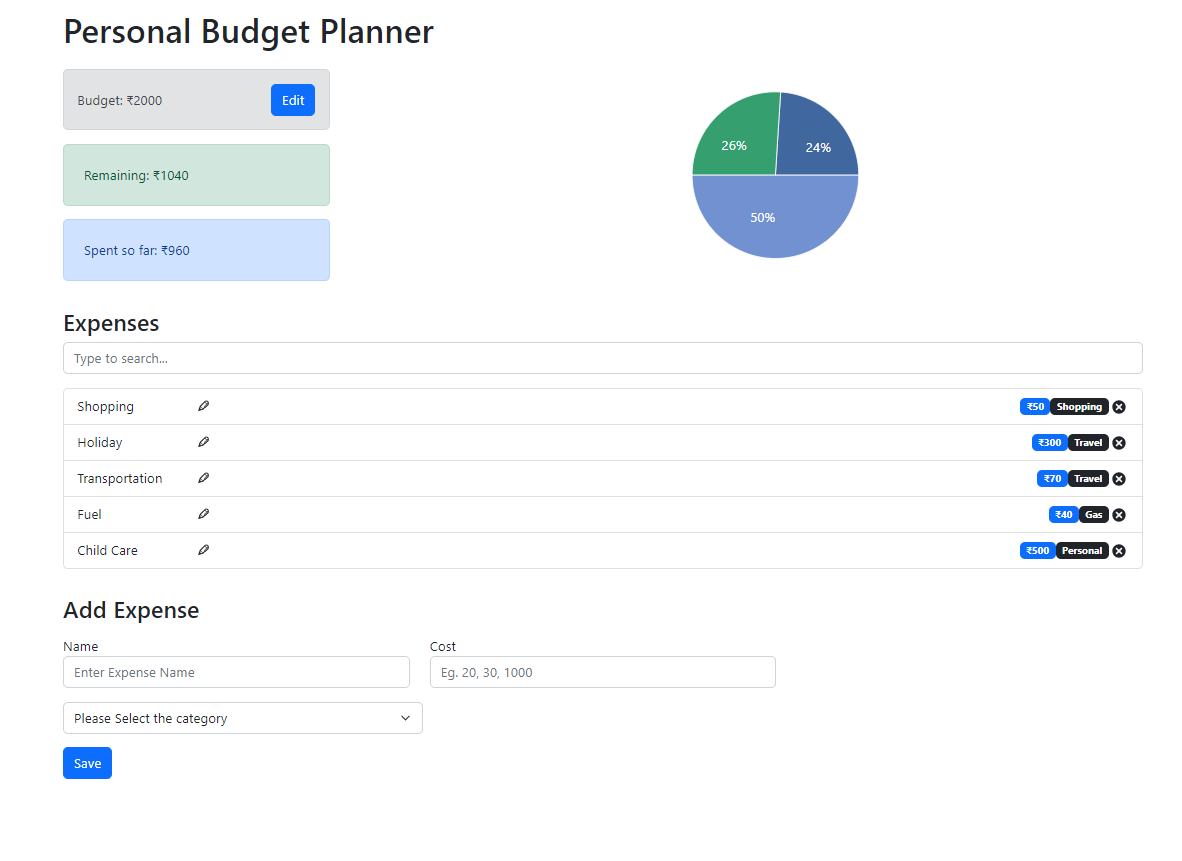 Personal Budget Planner
Budget: ₹2000 Edit
Remaining: ₹1040
Spent so far: ₹960
26% 24%
50%
Expenses
Type to search...
Shopping ₹50 Shopping
Holiday ₹300 Travel
Transportation ₹70 Travel
Fuel ₹40 Gas
Child Care ₹500 Personal
Add Expense
Name Cost
Enter Expense Name Eg. 20, 30, 1000
Please Select the category
Save